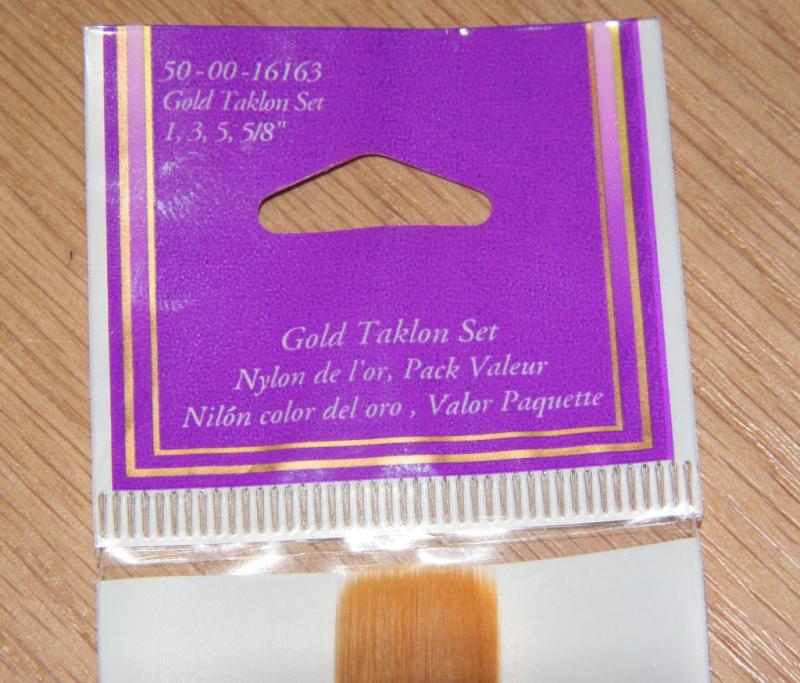 50-00-16163
Gold Taklon Set
1, 3, 5, 5/8"
Gold Taklon Set
Nylon de l'or, Pack Valeur
Nilón color del oro , Valor Paquette